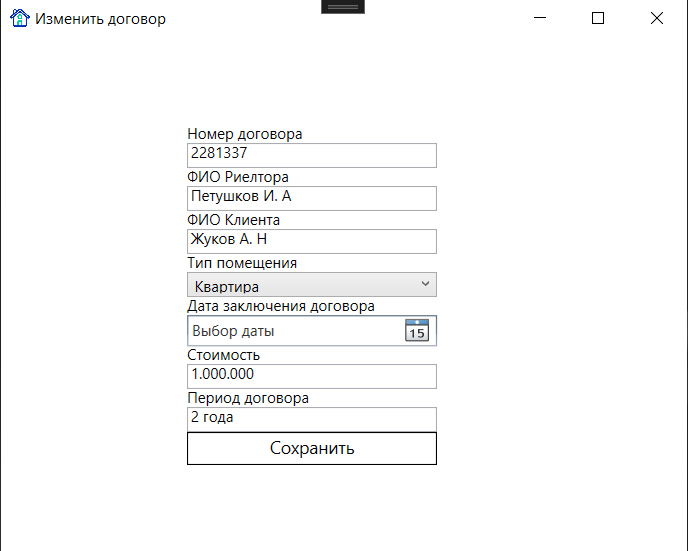 Изменить договор
Номер договора
2281337
ФИО Риелтора
Петушков И. А
ФИО Клиента
Жуков А. Н
Тип помещения
Квартира
Дата заключения договора
Выбор даты
15
Стоимость
1.000.000
Период договора
2 года
Сохранить